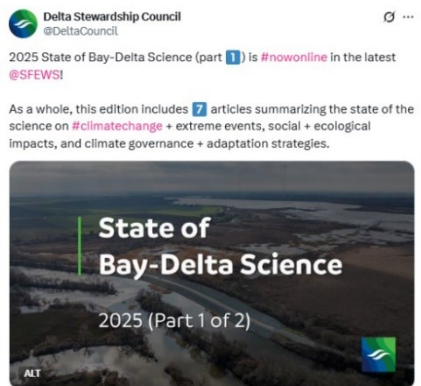 Delta Stewardship Council
@DeltaCouncil
2025 State of Bay-Delta Science (part 1️⃣) is #nowonline in the latest
@SFEWS!
As a whole, this edition includes 7️⃣ articles summarizing the state of the
science on #climatechange + extreme events, social + ecological
impacts, and climate governance + adaptation strategies.
State of
Bay-Delta Science
2025 (Part 1 of 2)
ALT